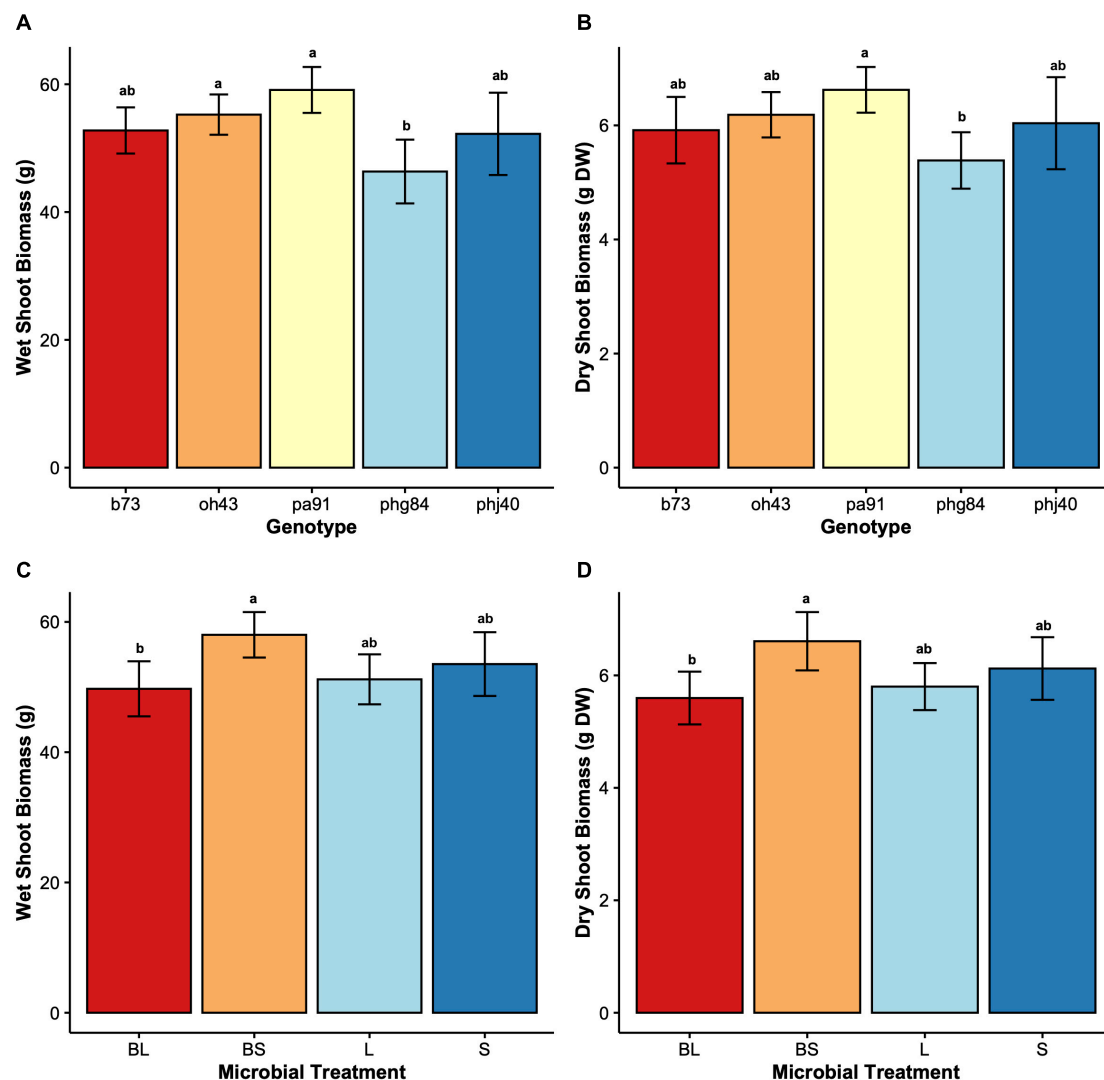 A
Wet Shoot Biomass (g)
60
40
20
0
ab
a
a
b
ab
b73
oh43
pa91
phg84
phj40
Genotype
B
Dry Shoot Biomass (g DW)
6
4
2
0
ab
ab
a
b
ab
b73
oh43
pa91
phg84
phj40
Genotype
C
Wet Shoot Biomass (g)
60
40
20
0
b
a
ab
ab
BL
BS
L
S
Microbial Treatment
D
Dry Shoot Biomass (g DW)
6
4
2
0
b
a
ab
ab
BL
BS
L
S
Microbial Treatment